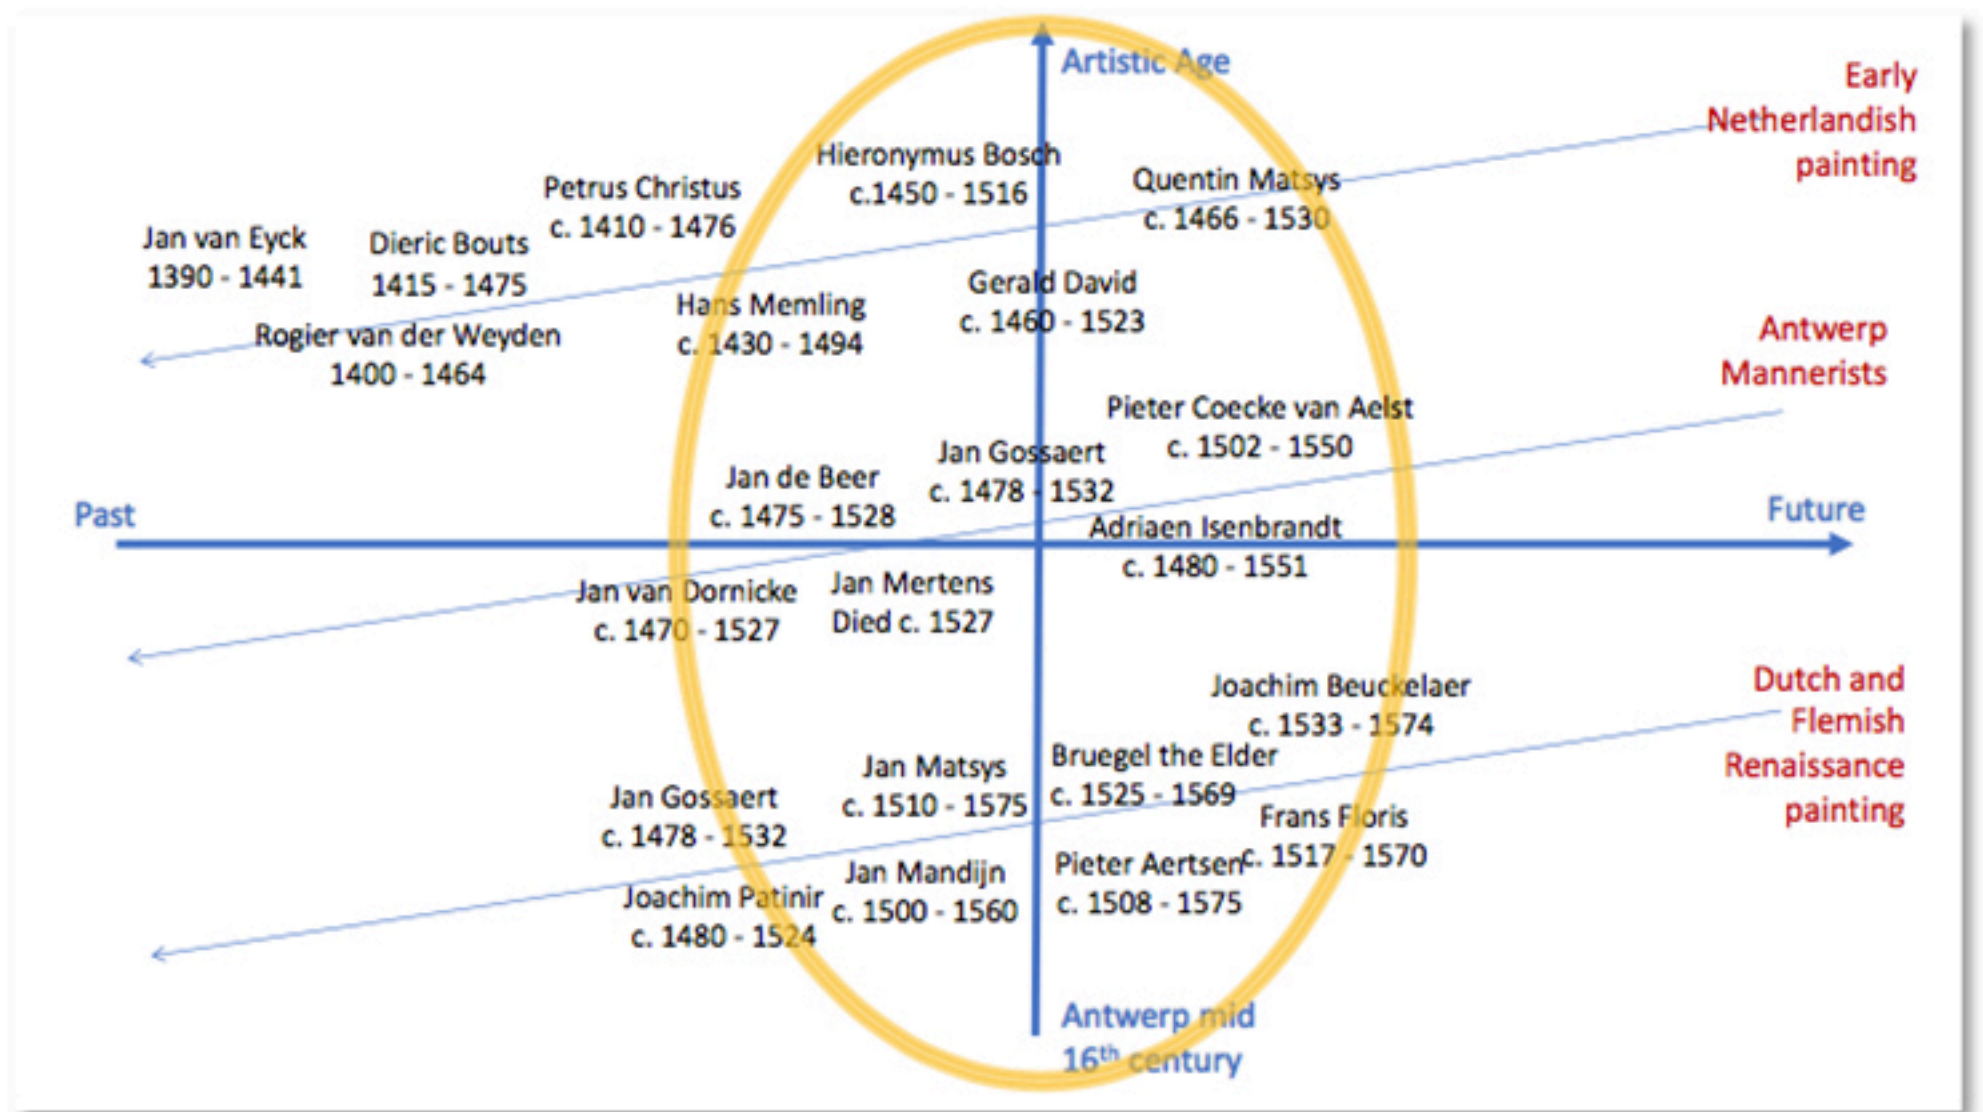 Artistic Age
Early
Netherlandish
painting
Hieronymus Bosch
c.1450 - 1516
Quentin Matsys
c. 1466 - 1530
Petrus Christus
c. 1410 - 1476
Jan van Eyck
1390 - 1441
Dieric Bouts
1415 - 1475
Gerald David
c. 1460 - 1523
Hans Memling
c. 1430 - 1494
Rogier van der Weyden
1400 - 1464
Antwerp
Mannerists
Pieter Coecke van Aelst
c. 1502 - 1550
Jan Gossaert
c. 1478 - 1532
Jan de Beer
c. 1475 - 1528
Past
Future
Adriaen Isenbrandt
c. 1480 - 1551
Jan van Dornicke
c. 1470 - 1527
Jan Mertens
Died c. 1527
Dutch and
Flemish
Renaissance
painting
Joachim Beuckelaer
c. 1533 - 1574
Jan Matsys
c. 1510 - 1575
Bruegel the Elder
c. 1525 - 1569
Jan Gossaert
c. 1478 - 1532
Frans Floris
c. 1517 - 1570
Jan Mandijn
c. 1500 - 1560
Pieter Aertsen
c. 1508 - 1575
Joachim Patinir
c. 1480 - 1524
Antwerp mid
16th century